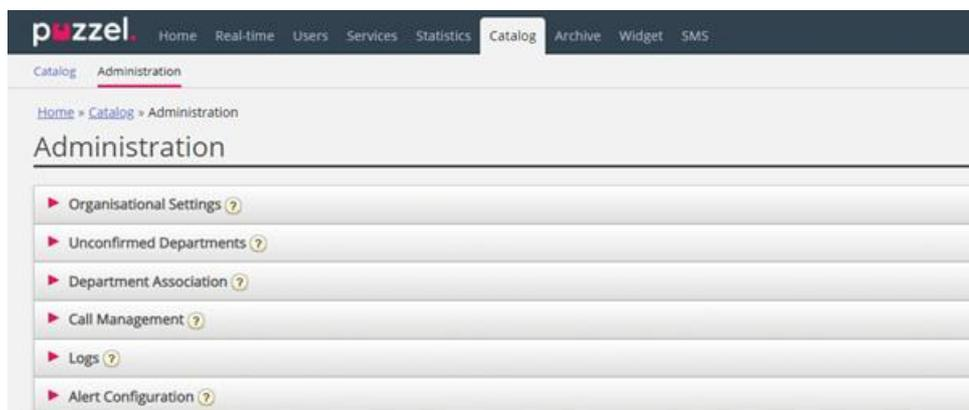 puzzel. Home Real-time Users Services Statistics Catalog Archive Widget SMS
Catalog Administration
Home » Catalog » Administration
Administration
Organisational Settings ?
Unconfirmed Departments ?
Department Association ?
Call Management ?
Logs ?
Alert Configuration ?